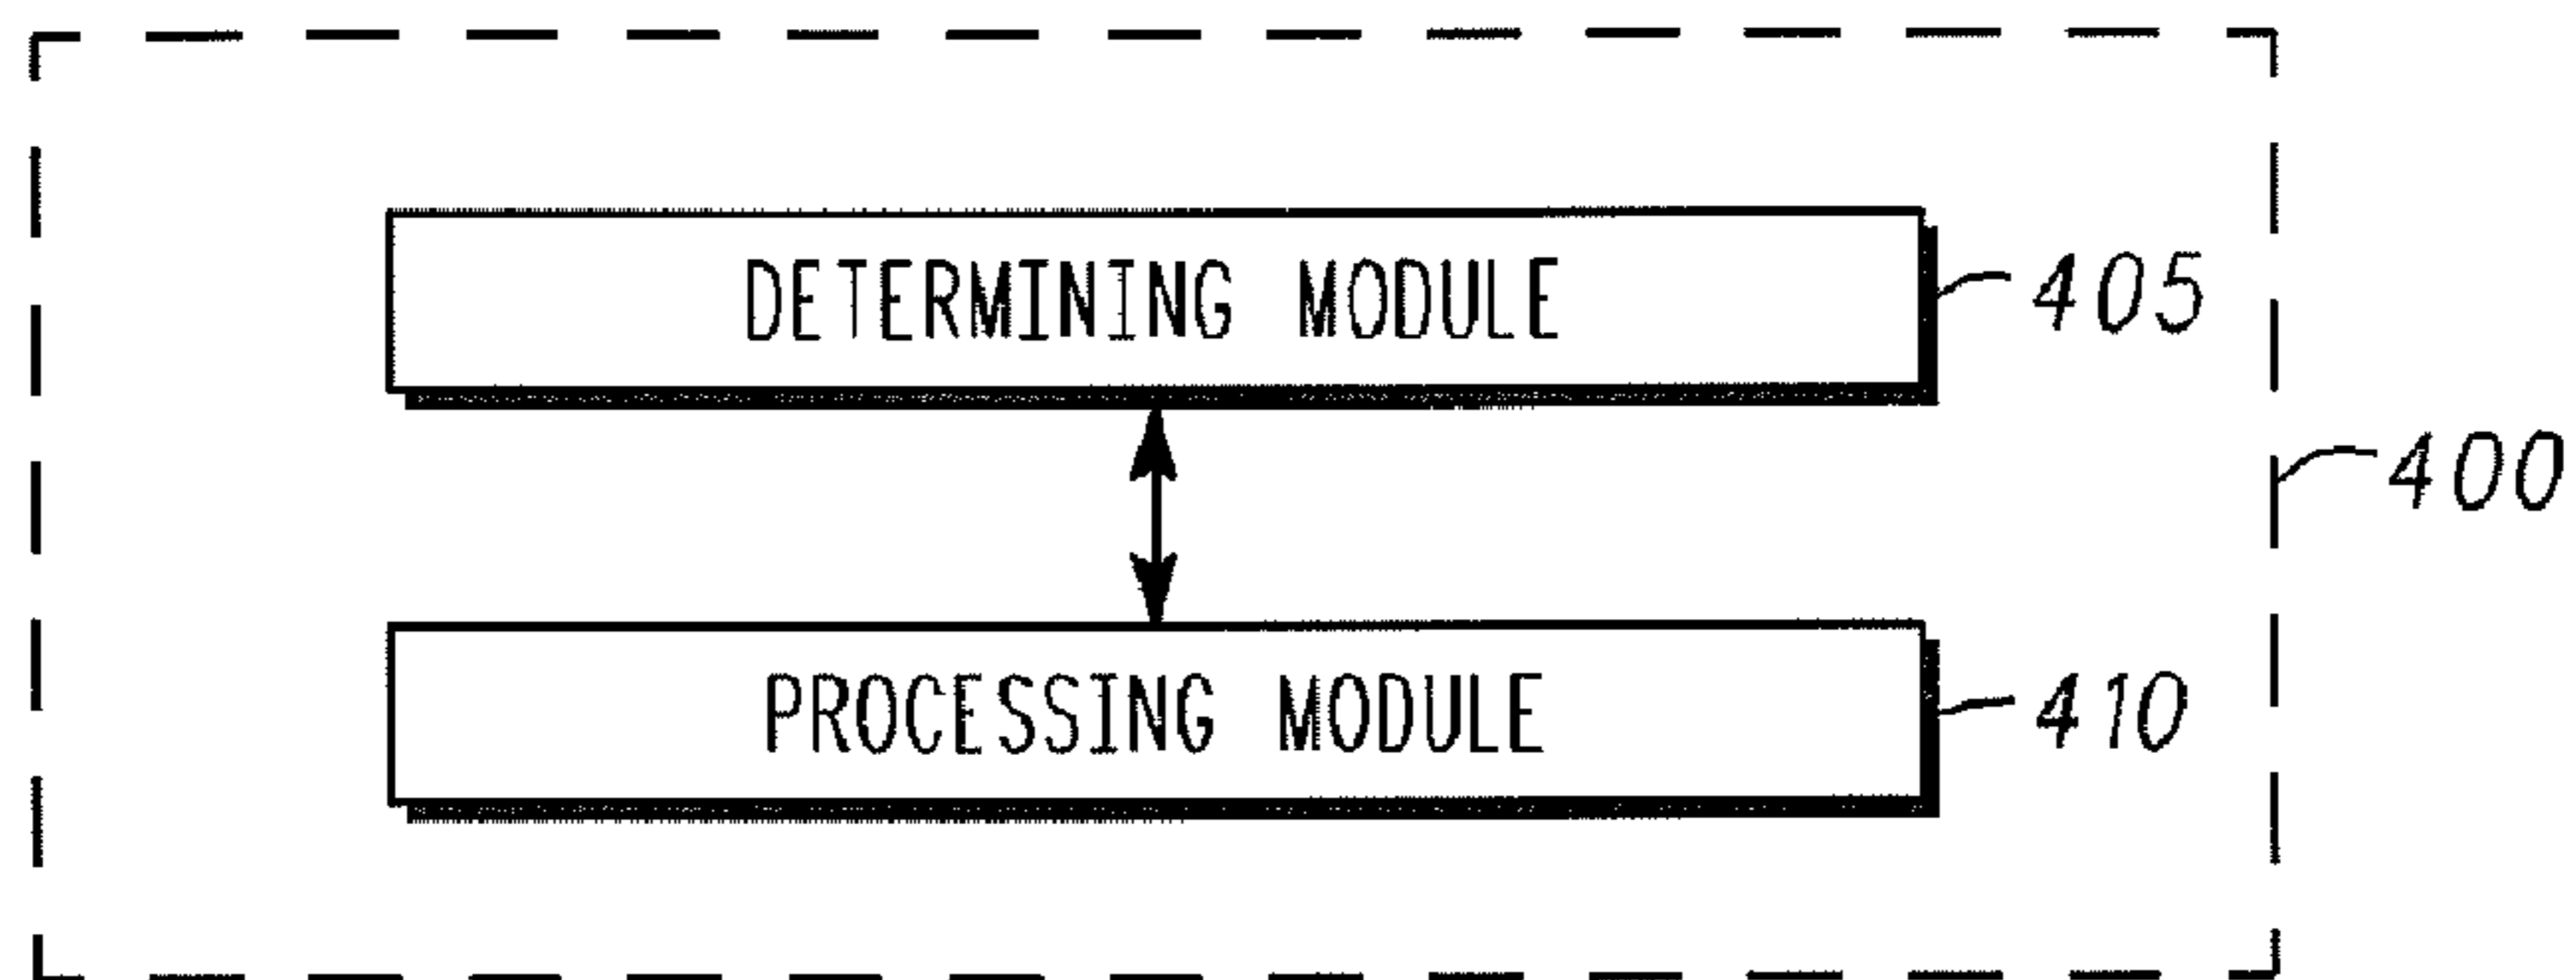 DETERMINING MODULE
405
400
PROCESSING MODULE
410